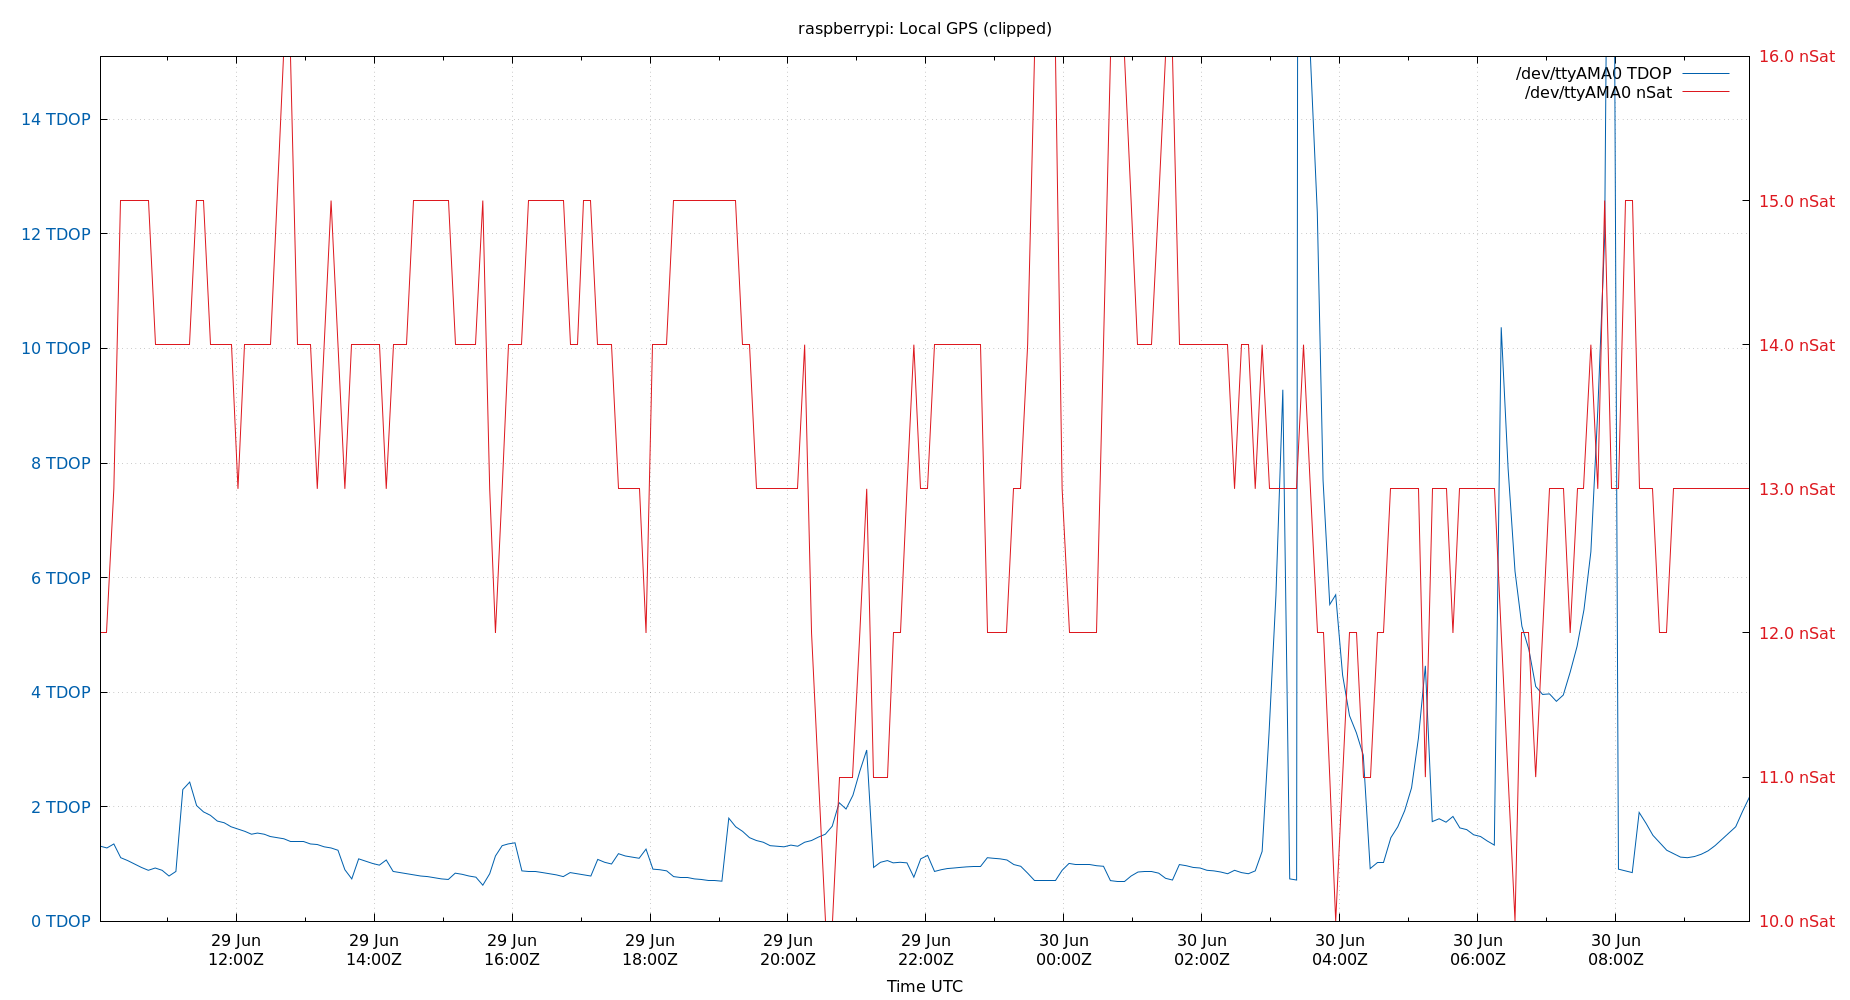 raspberrypi: Local GPS (clipped)
/dev/ttyAMA0 TDOP
/dev/ttyAMA0 nSat
14 TDOP
12 TDOP
10 TDOP
8 TDOP
6 TDOP
4 TDOP
2 TDOP
0 TDOP
16.0 nSat
15.0 nSat
14.0 nSat
13.0 nSat
12.0 nSat
11.0 nSat
10.0 nSat
29 Jun
12:00Z
29 Jun
14:00Z
29 Jun
16:00Z
29 Jun
18:00Z
29 Jun
20:00Z
29 Jun
22:00Z
30 Jun
00:00Z
30 Jun
02:00Z
30 Jun
04:00Z
30 Jun
06:00Z
30 Jun
08:00Z
Time UTC